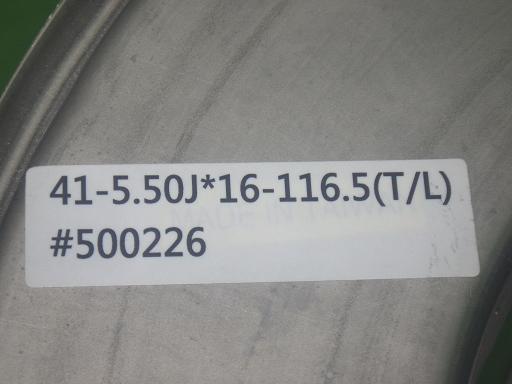 41-5.50J*16-116.5(T/L)
MADE IN TAIWAN
#500226